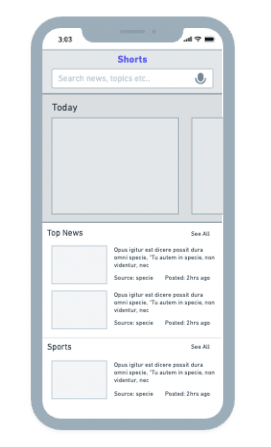 3:03
Shorts
Search news, topics etc..
Today
Top News
See All
Opus igitur est dicere possit dura
omni specie, "Tu autem in specie, non
videntur, nec
Source: specie Posted: 2hrs ago
Opus igitur est dicere possit dura
omni specie, "Tu autem in specie, non
videntur, nec
Source: specie Posted: 2hrs ago
Sports
See All
Opus igitur est dicere possit dura
omni specie, "Tu autem in specie, non
videntur, nec
Source: specie Posted: 2hrs ago